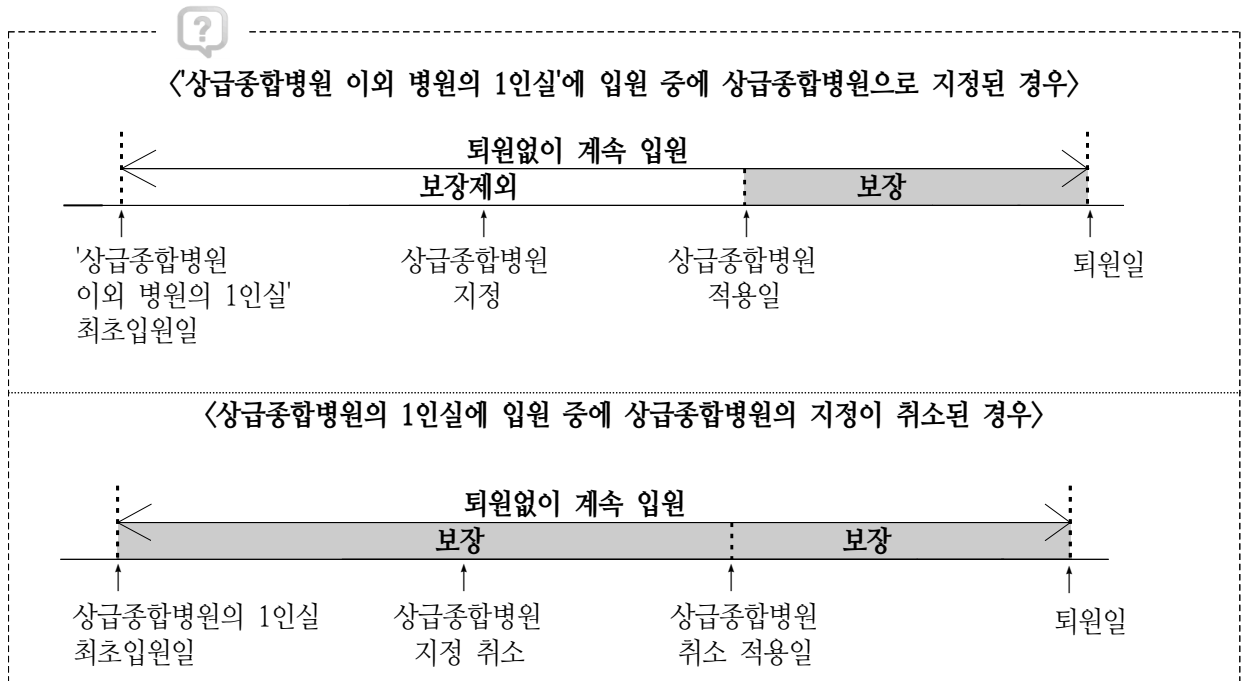 ?
〈'상급종합병원 이외 병원의 1인실'에 입원 중에 상급종합병원으로 지정된 경우〉
퇴원없이 계속 입원
보장제외 보장
'상급종합병원
이외 병원의 1인실'
최초입원일
상급종합병원
지정
상급종합병원
적용일
퇴원일
〈상급종합병원의 1인실에 입원 중에 상급종합병원의 지정이 취소된 경우〉
퇴원없이 계속 입원
보장 보장
상급종합병원의 1인실
최초입원일
상급종합병원
지정 취소
상급종합병원
취소 적용일
퇴원일